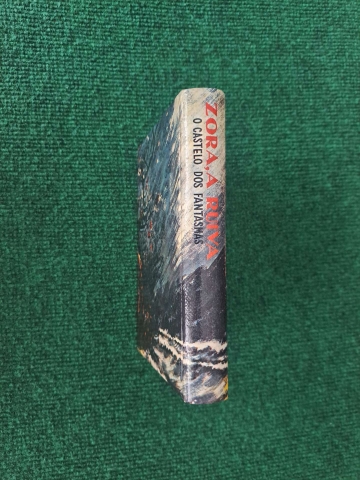 ZORA, A RUIVA
O CASTELO DOS FANTASMAS